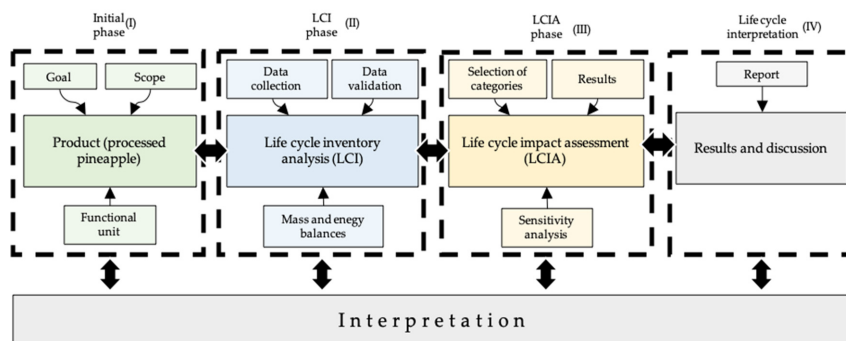 Initial
phase (I)
LCI (II)
phase
LCIA
phase (III)
Life cycle
interpretation (IV)
Goal
Scope
Product (processed
pineapple)
Functional
unit
Data
collection
Data
validation
Life cycle inventory
analysis (LCI)
Mass and enegy
balances
Selection of
categories
Results
Life cycle impact assessment
(LCIA)
Sensitivity
analysis
Report
Results and discussion
Interpretation